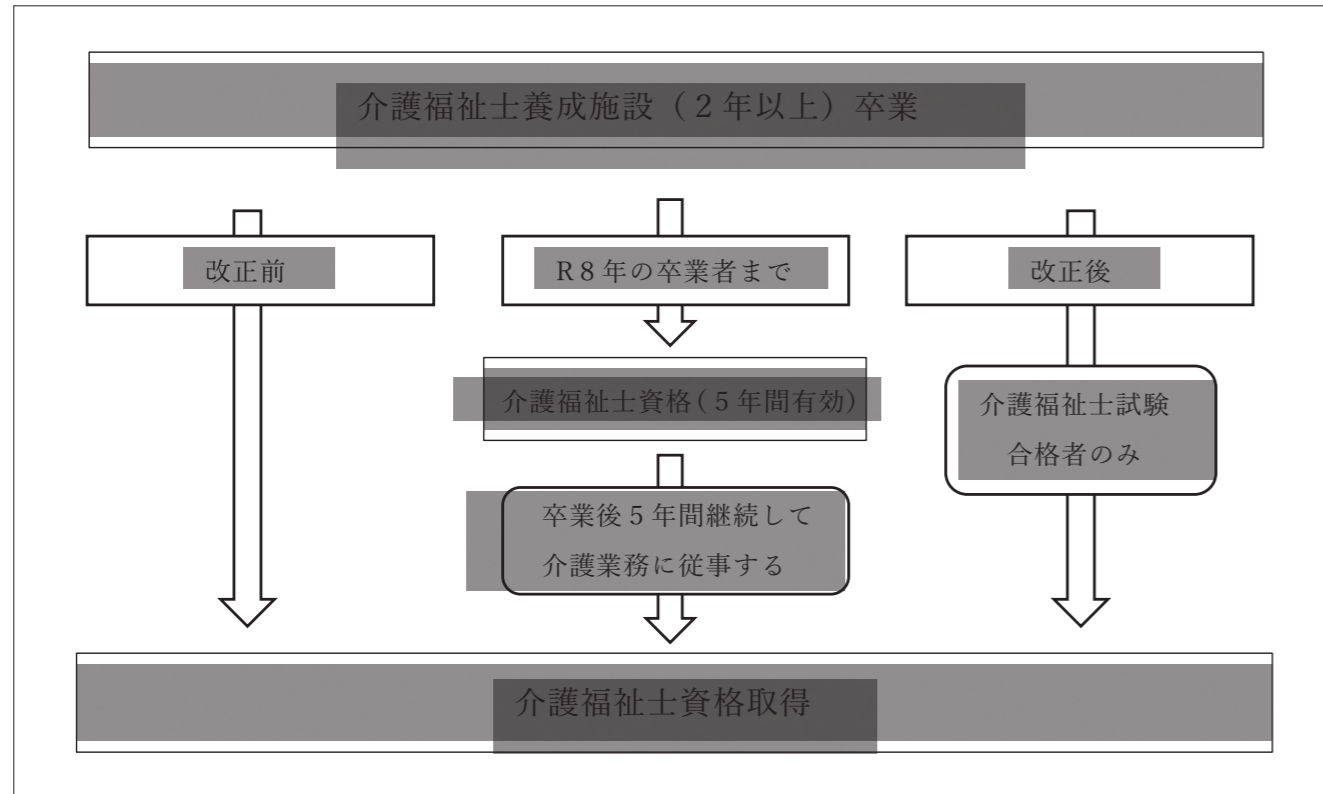 介護福祉士養成施設（２年以上）卒業
改正前
R８年の卒業者まで
改正後
介護福祉士資格（５年間有効）
介護福祉士試験
合格者のみ
卒業後５年間継続して
介護業務に従事する
介護福祉士資格取得